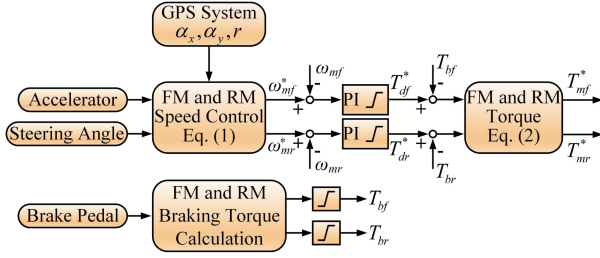 GPS System
αx, αy, r
Accelerator
Steering Angle
FM and RM
Speed Control
Eq. (1)
ω*mf
ωmf
-
+
PI
T*df
Tbf
-
+
ω*mr
+
-
ωmr
PI
T*dr
+
-
Tbr
FM and RM
Torque
Eq. (2)
T*mf
T*mr
Brake Pedal
FM and RM
Braking Torque
Calculation
Tbf
Tbr